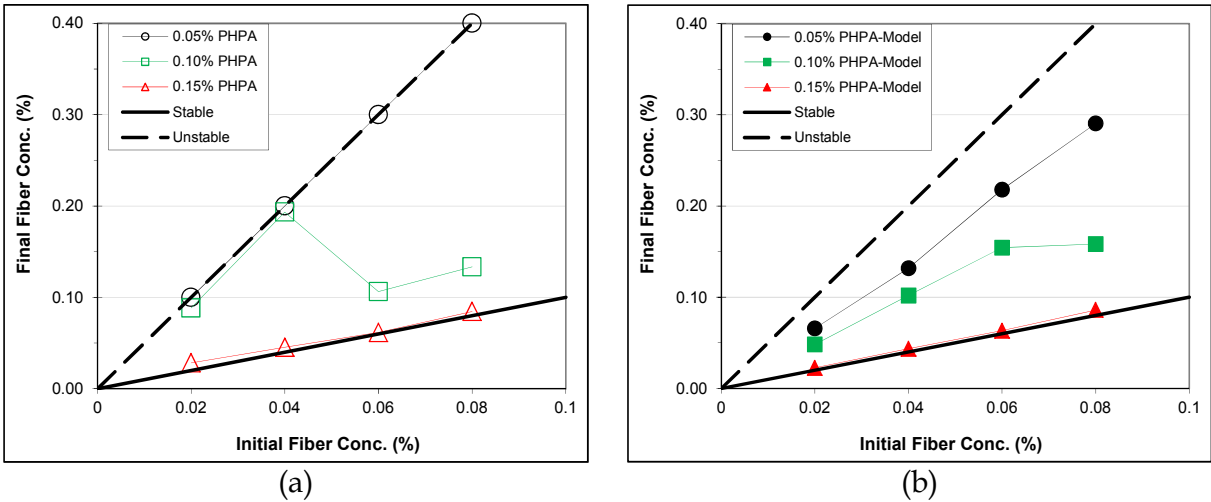 0.40
0.30
0.20
0.10
0.00
Final Fiber Conc. (%)
0.05% PHPA
0.10% PHPA
0.15% PHPA
Stable
Unstable
0
0.02
0.04
0.06
0.08
0.1
Initial Fiber Conc. (%)
(a)
0.40
0.30
0.20
0.10
0.00
Final Fiber Conc. (%)
0.05% PHPA-Model
0.10% PHPA-Model
0.15% PHPA-Model
Stable
Unstable
0
0.02
0.04
0.06
0.08
0.1
Initial Fiber Conc. (%)
(b)